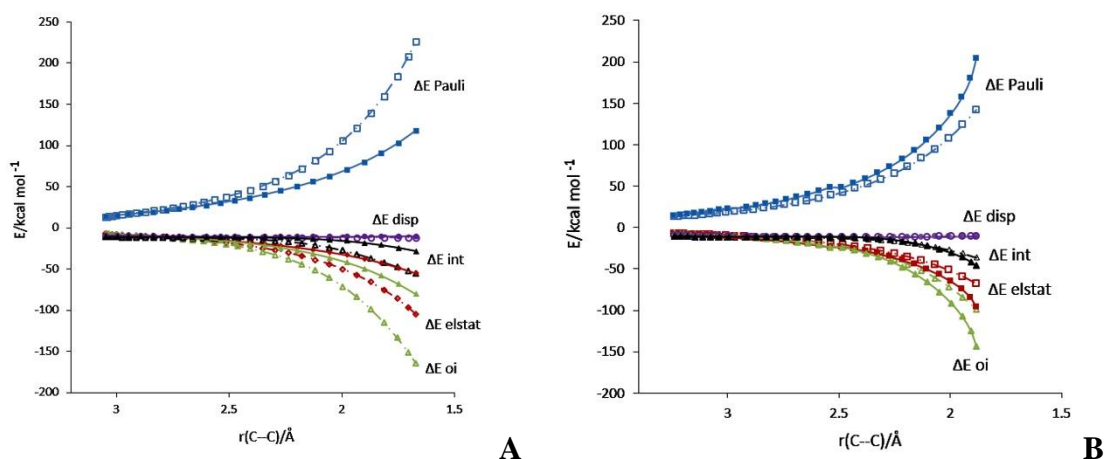 250
200
150
100
50
0
-50
-100
-150
-200
E/kcal mol⁻¹
ΔE Pauli
ΔE disp
ΔE int
ΔE elstat
ΔE oi
3
2.5
2
1.5
r(C--C)/Å
A
250
200
150
100
50
0
-50
-100
-150
-200
E/kcal mol⁻¹
ΔE Pauli
ΔE disp
ΔE int
ΔE elstat
ΔE oi
3
2.5
2
1.5
r(C--C)/Å
B